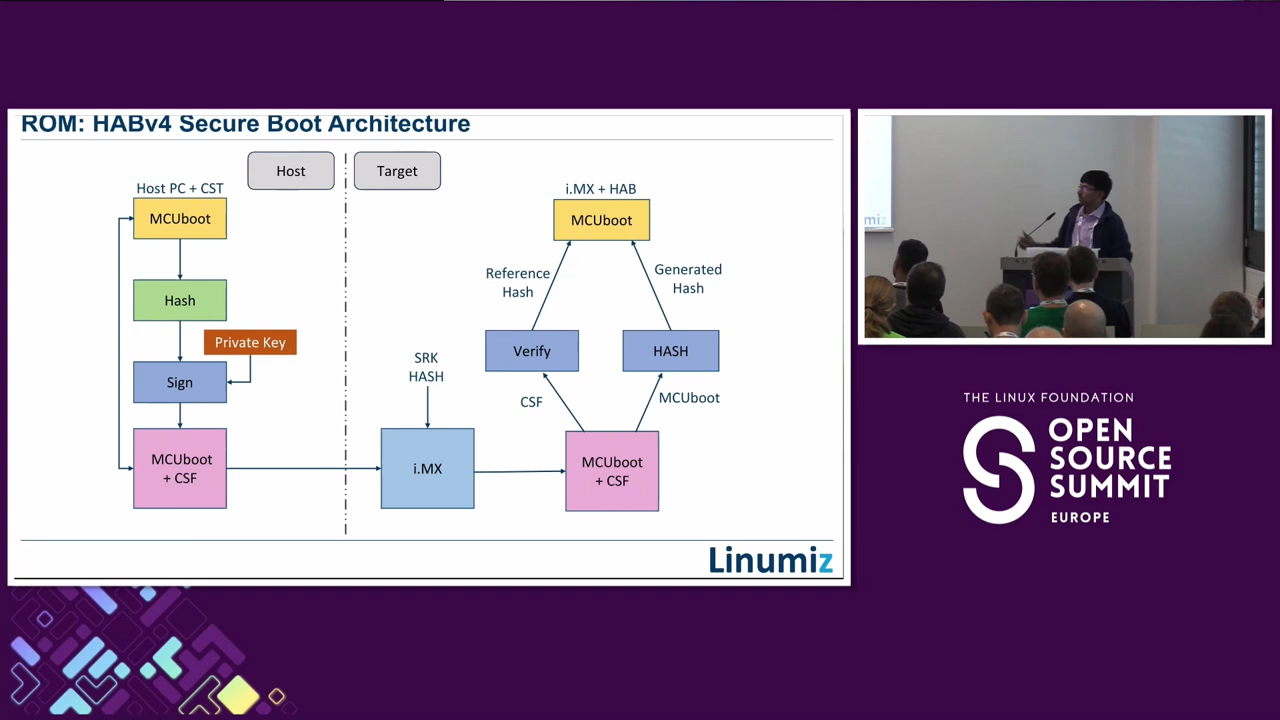 ROM: HABv4 Secure Boot Architecture
Host
Target
Host PC + CST
MCUboot
Hash
Private Key
Sign
MCUboot
+ CSF
SRK
HASH
i.MX
i.MX + HAB
MCUboot
Reference
Hash
Generated
Hash
Verify
HASH
CSF
MCUboot
MCUboot
+ CSF
Linumiz
miz
THE LINUX FOUNDATION
OPEN
SOURCE
SUMMIT
EUROPE